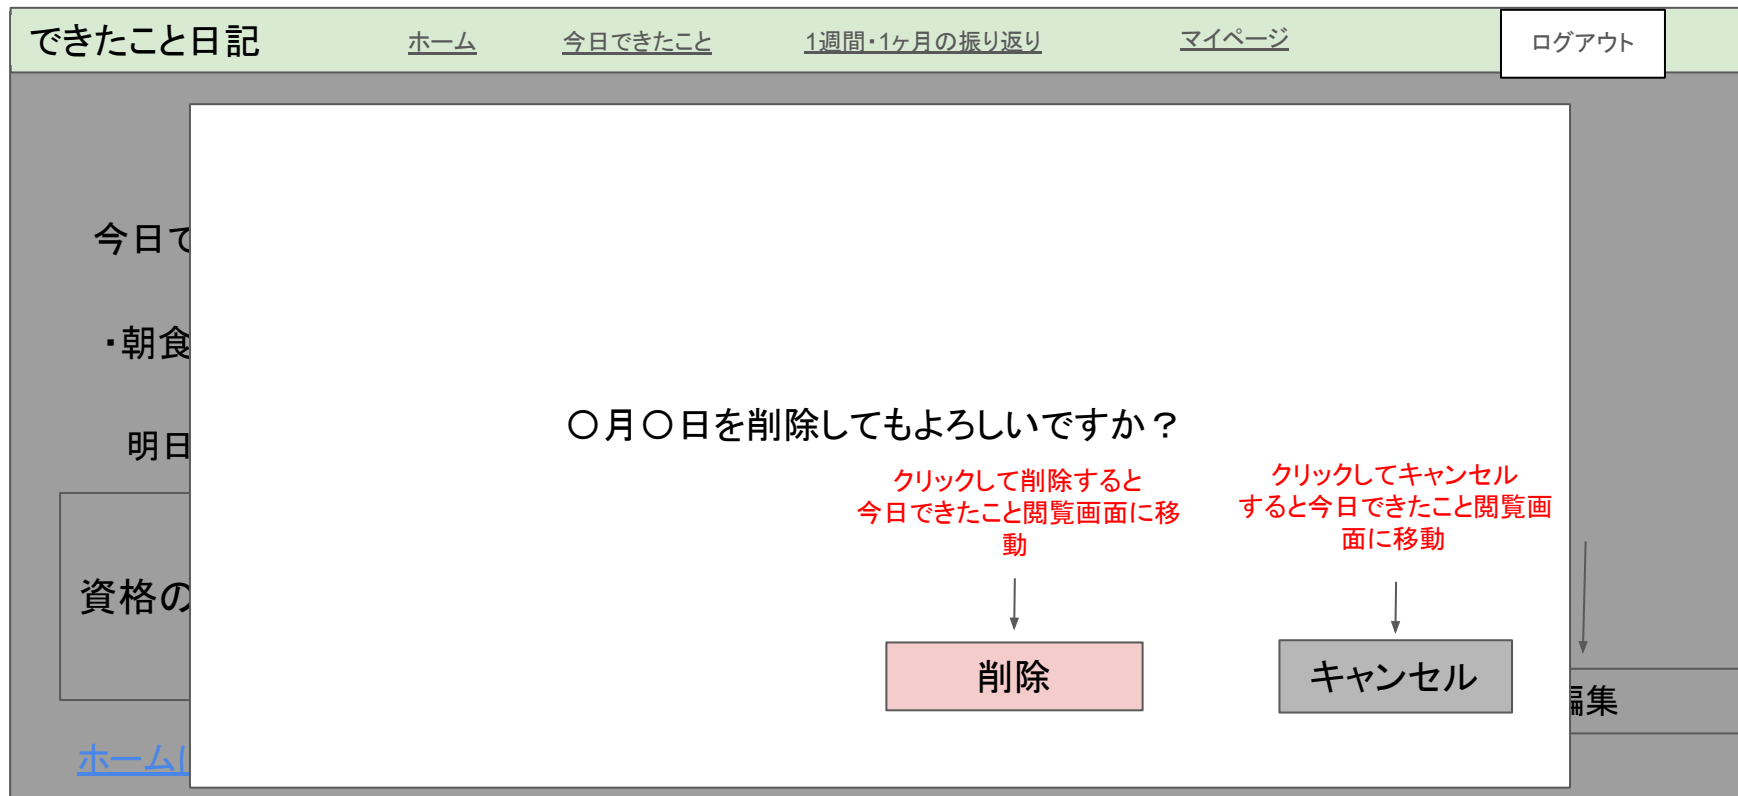 できたこと日記
ホーム
今日できたこと
1週間・1ヶ月の振り返り
マイページ
ログアウト
今日で
・朝食
明日
資格の
ホームに
〇月〇日を削除してもよろしいですか？
クリックして削除すると
今日できたこと閲覧画面に移
動
クリックしてキャンセル
すると今日できたこと閲覧画
面に移動
削除
キャンセル
編集